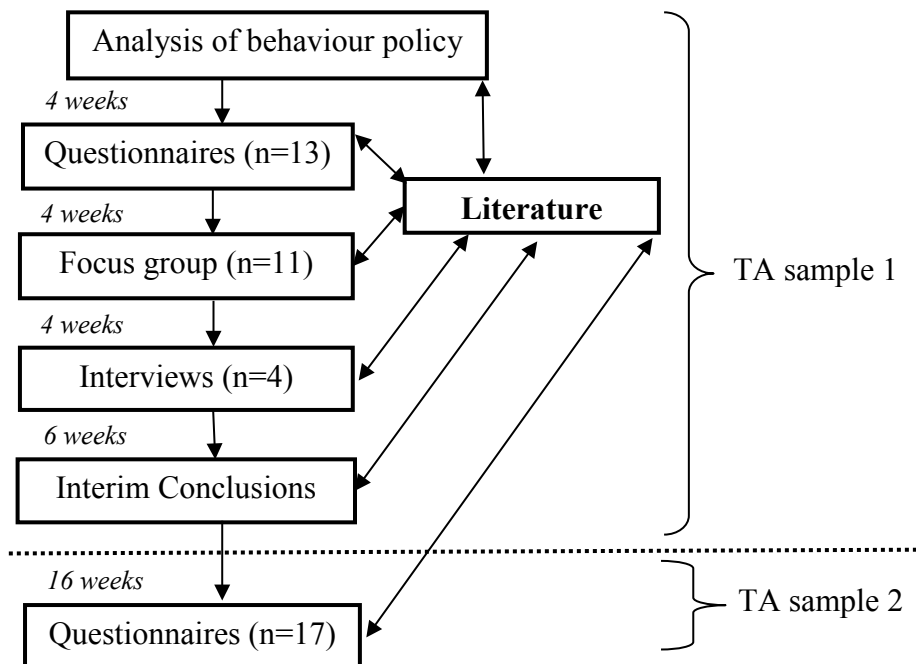 Analysis of behaviour policy
4 weeks
Questionnaires (n=13)
Literature
4 weeks
Focus group (n=11)
TA sample 1
4 weeks
Interviews (n=4)
6 weeks
Interim Conclusions
16 weeks
TA sample 2
Questionnaires (n=17)